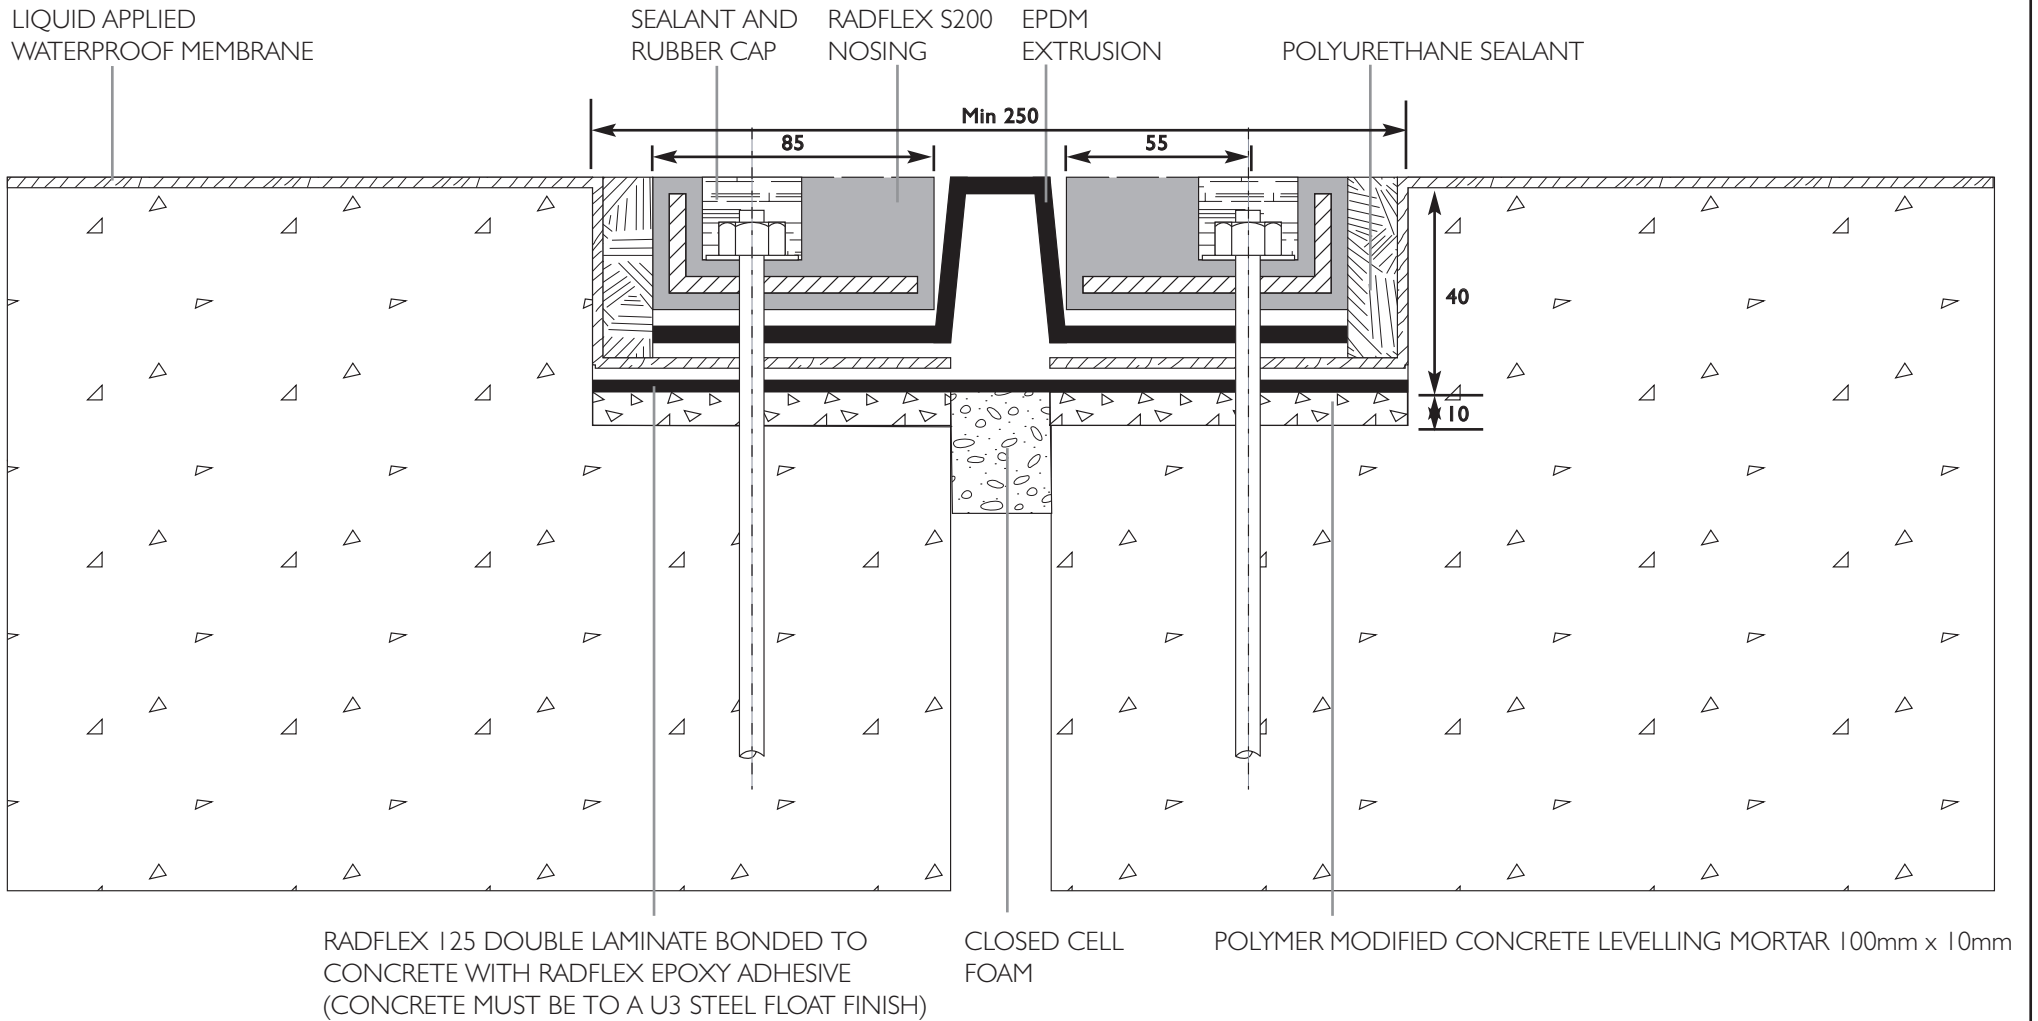 LIQUID APPLIED
WATERPROOF MEMBRANE
SEALANT AND
RUBBER CAP
RADFLEX S200
NOSING
EPDM
EXTRUSION
POLYURETHANE SEALANT
Min 250
85
55
40
10
RADFLEX 125 DOUBLE LAMINATE BONDED TO
CONCRETE WITH RADFLEX EPOXY ADHESIVE
(CONCRETE MUST BE TO A U3 STEEL FLOAT FINISH)
CLOSED CELL
FOAM
POLYMER MODIFIED CONCRETE LEVELLING MORTAR 100mm x 10mm